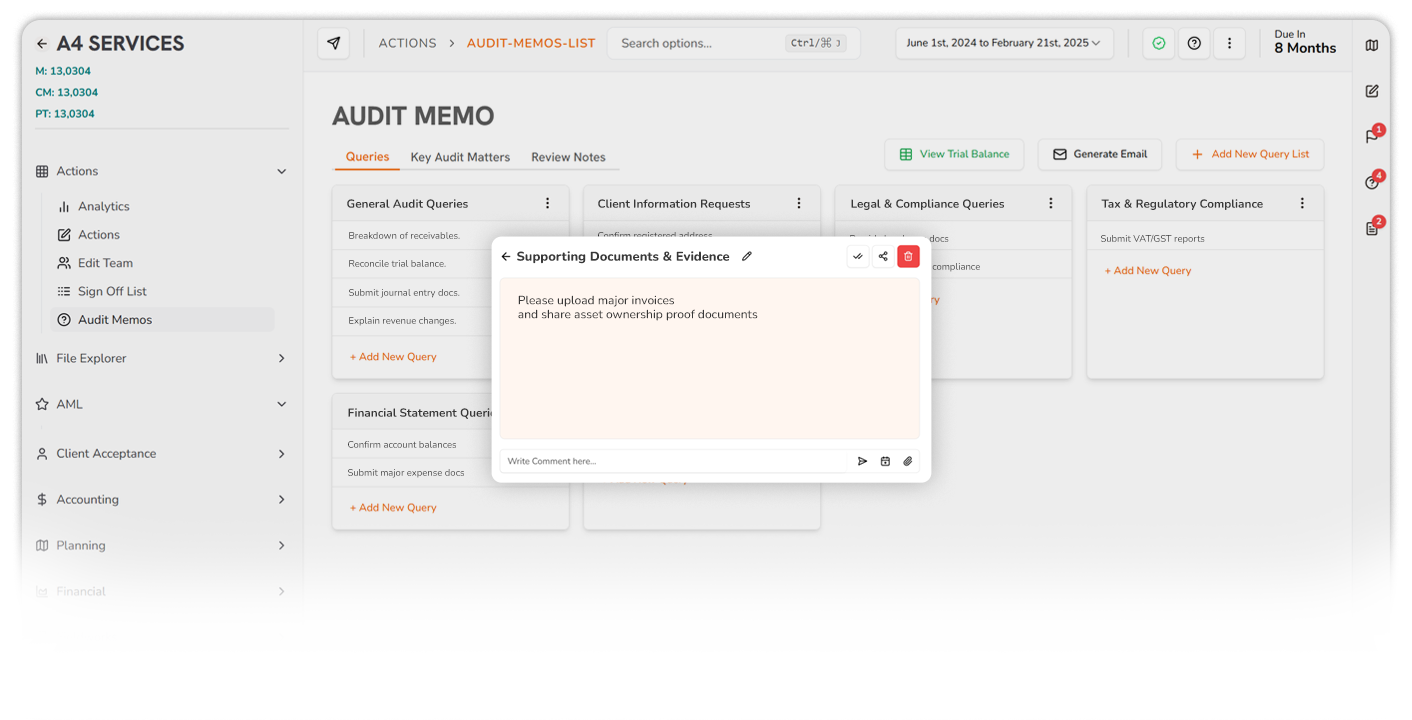 A4 SERVICES
M: 13,0304
CM: 13,0304
PT: 13,0304
Actions
Analytics
Actions
Edit Team
Sign Off List
Audit Memos
File Explorer
AML
Client Acceptance
Accounting
Planning
Financial
ACTIONS > AUDIT-MEMOS-LIST
Search options...
Ctrl/⌘ J
June 1st, 2024 to February 21st, 2025
Due In
8 Months
1
4
2
AUDIT MEMO
Queries
Key Audit Matters
Review Notes
View Trial Balance
Generate Email
+ Add New Query List
General Audit Queries
Breakdown of receivables.
Reconcile trial balance.
Submit journal entry docs.
Explain revenue changes.
+ Add New Query
Client Information Requests
Confirm registered address
Legal & Compliance Queries
docs
compliance
Tax & Regulatory Compliance
Submit VAT/GST reports
+ Add New Query
Supporting Documents & Evidence
Please upload major invoices
and share asset ownership proof documents
Write Comment here...
Financial Statement Queri
Confirm account balances
Submit major expense docs
+ Add New Query